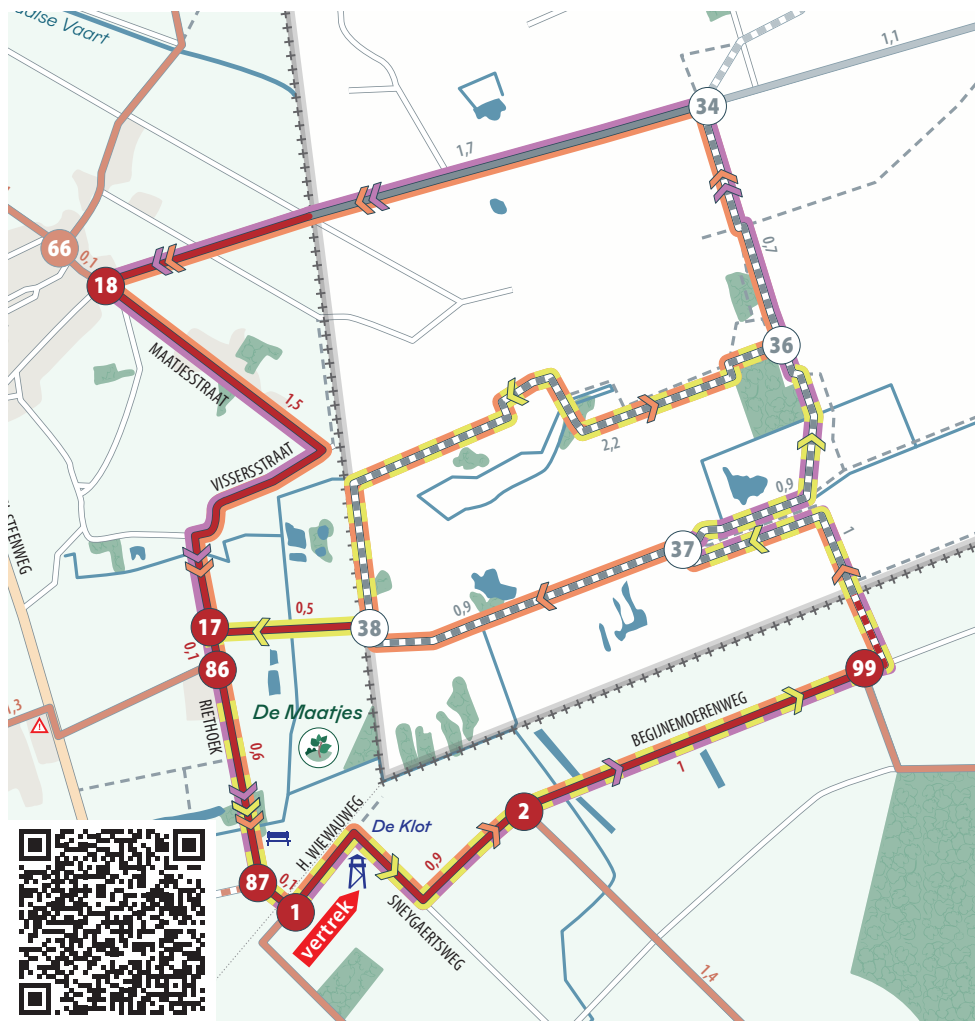 aalse Vaart
1,1
34
1,7
66
0,1
18
0,7
36
MAATJESSTRAAT
1,5
VISSERSSTRAAT
2,2
0,9
STEENWEG
37
1
0,5
0,9
17
38
0,1
86
99
1,3
RIETHOEK
De Maatjes
BEGIJNEMOERENWEG
0,6
1
2
H. WIEWAUWEG
De Klot
0,9
87
0,1
1
vertrek
SNEYGAERTSWEG
1,4